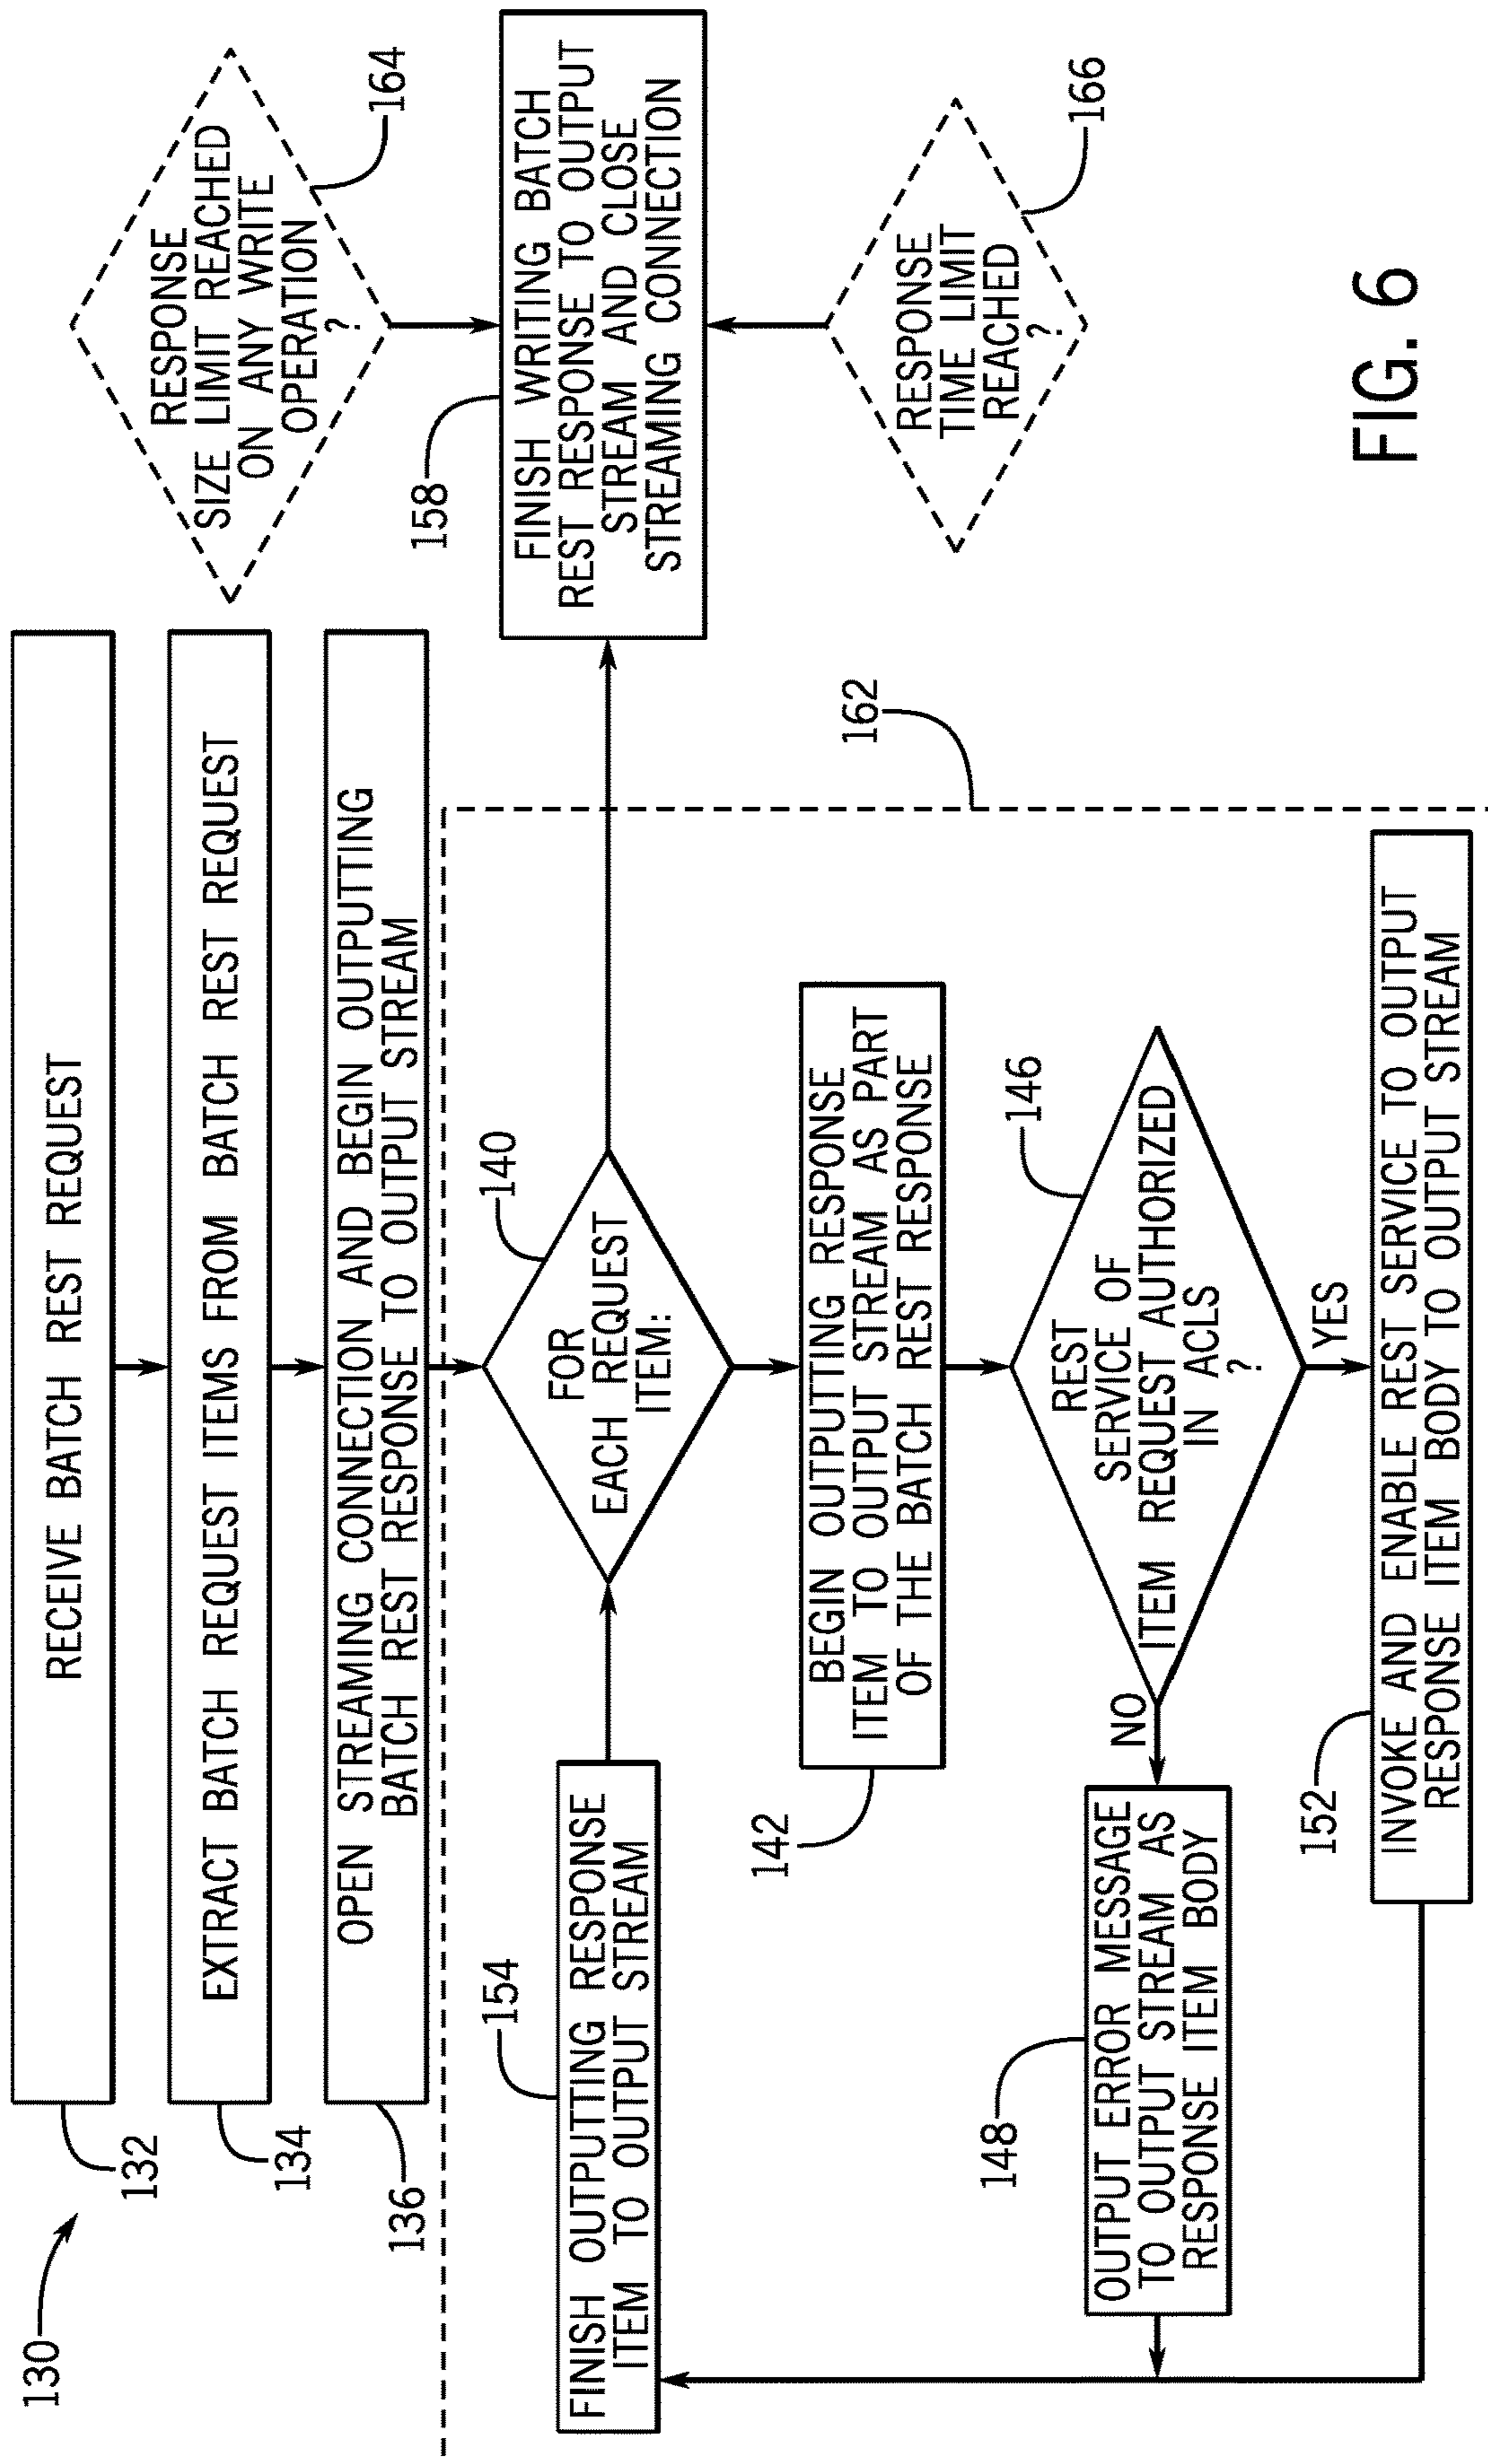 130
132
RECEIVE BATCH REST REQUEST
134
EXTRACT BATCH REQUEST ITEMS FROM BATCH REST REQUEST
136
OPEN STREAMING CONNECTION AND BEGIN OUTPUTTING
BATCH REST RESPONSE TO OUTPUT STREAM
154
FINISH OUTPUTTING RESPONSE
ITEM TO OUTPUT STREAM
140
FOR
EACH REQUEST
ITEM:
142
BEGIN OUTPUTTING RESPONSE
ITEM TO OUTPUT STREAM AS PART
OF THE BATCH REST RESPONSE
146
REST
SERVICE OF
ITEM REQUEST AUTHORIZED
IN ACLS
?
NO
YES
148
OUTPUT ERROR MESSAGE
TO OUTPUT STREAM AS
RESPONSE ITEM BODY
152
INVOKE AND ENABLE REST SERVICE TO OUTPUT
RESPONSE ITEM BODY TO OUTPUT STREAM
162
RESPONSE
SIZE LIMIT REACHED
ON ANY WRITE
OPERATION
?
164
158
FINISH WRITING BATCH
REST RESPONSE TO OUTPUT
STREAM AND CLOSE
STREAMING CONNECTION
RESPONSE
TIME LIMIT
REACHED
?
166
FIG. 6